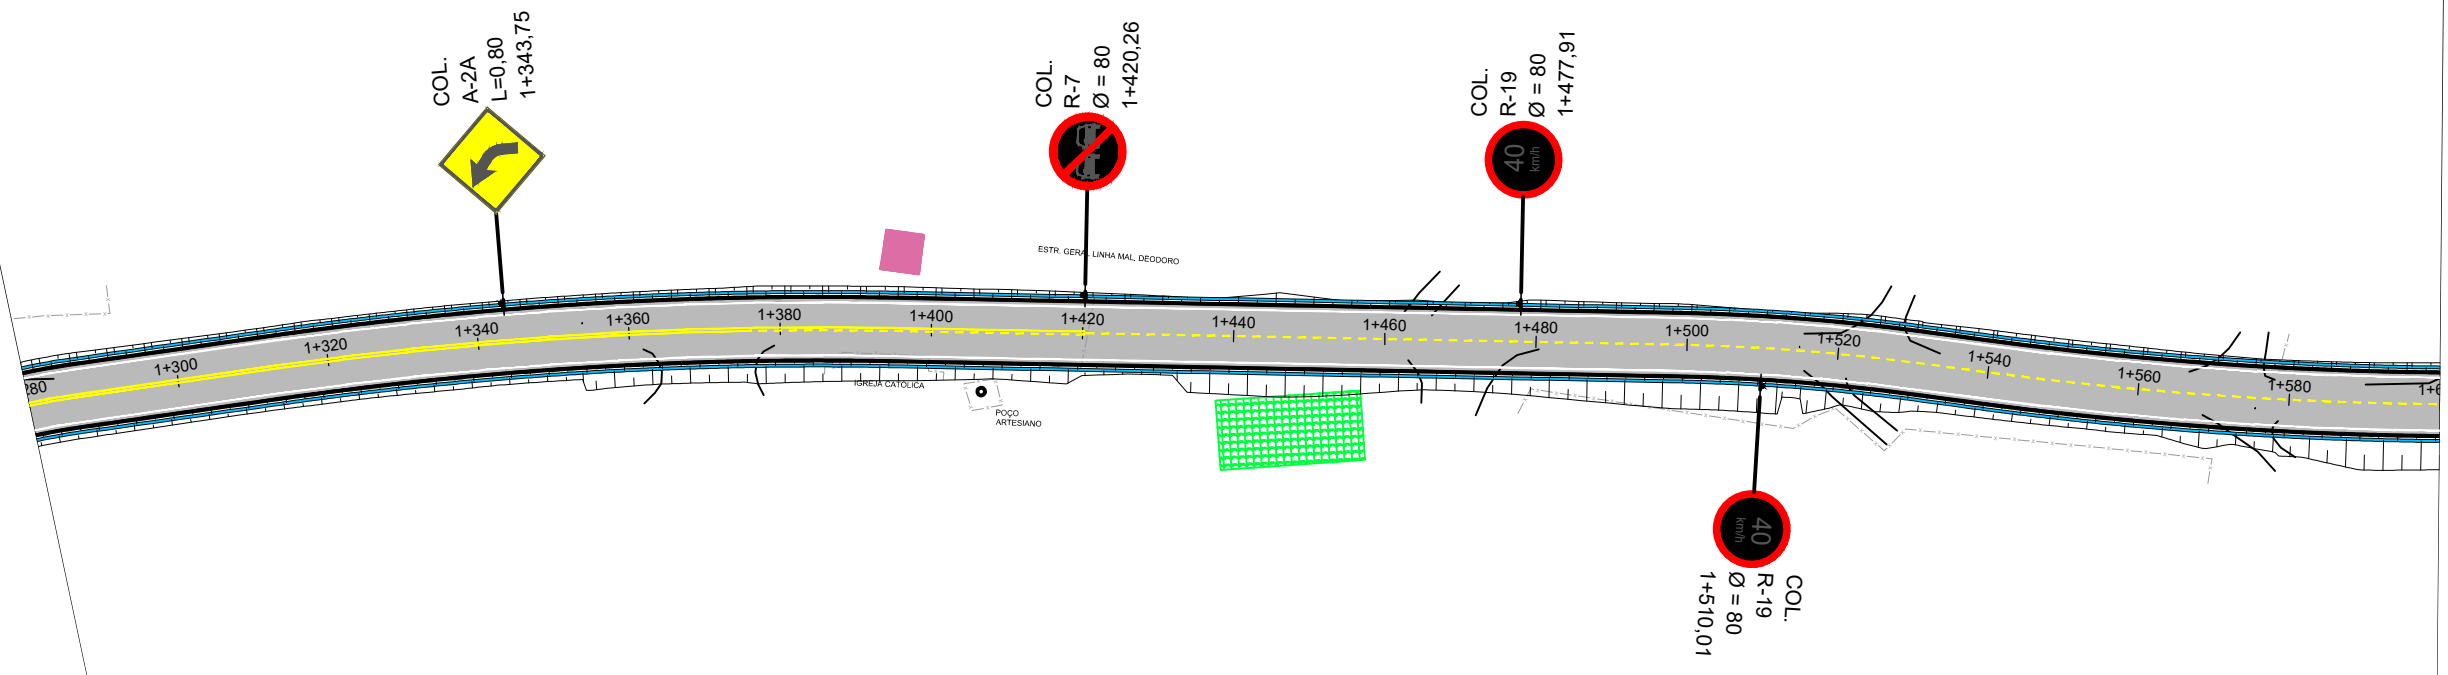 COL.
A-2A
L=0,80
1+343,75
COL.
R-7
Ø = 80
1+420,26
COL.
R-19
Ø = 80
1+477,91
40
km/h
ESTR. GERAL LINHA MAL. DEODORO
280
1+300
1+320
1+340
1+360
1+380
1+400
1+420
1+440
1+460
1+480
1+500
1+520
1+540
1+560
1+580
1+6
IGREJA CATOLICA
POÇO
ARTESIANO
40
km/h
COL.
R-19
Ø = 80
1+510,01